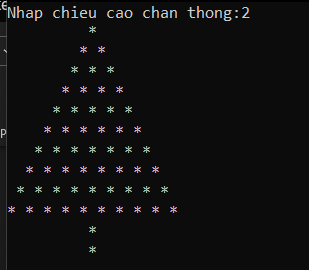 Nhap chieu cao chan thong:2
         *
        * *
       * * *
      * * * *
     * * * * *
    * * * * * *
   * * * * * * *
  * * * * * * * *
 * * * * * * * * *
* * * * * * * * * *
         *
         *